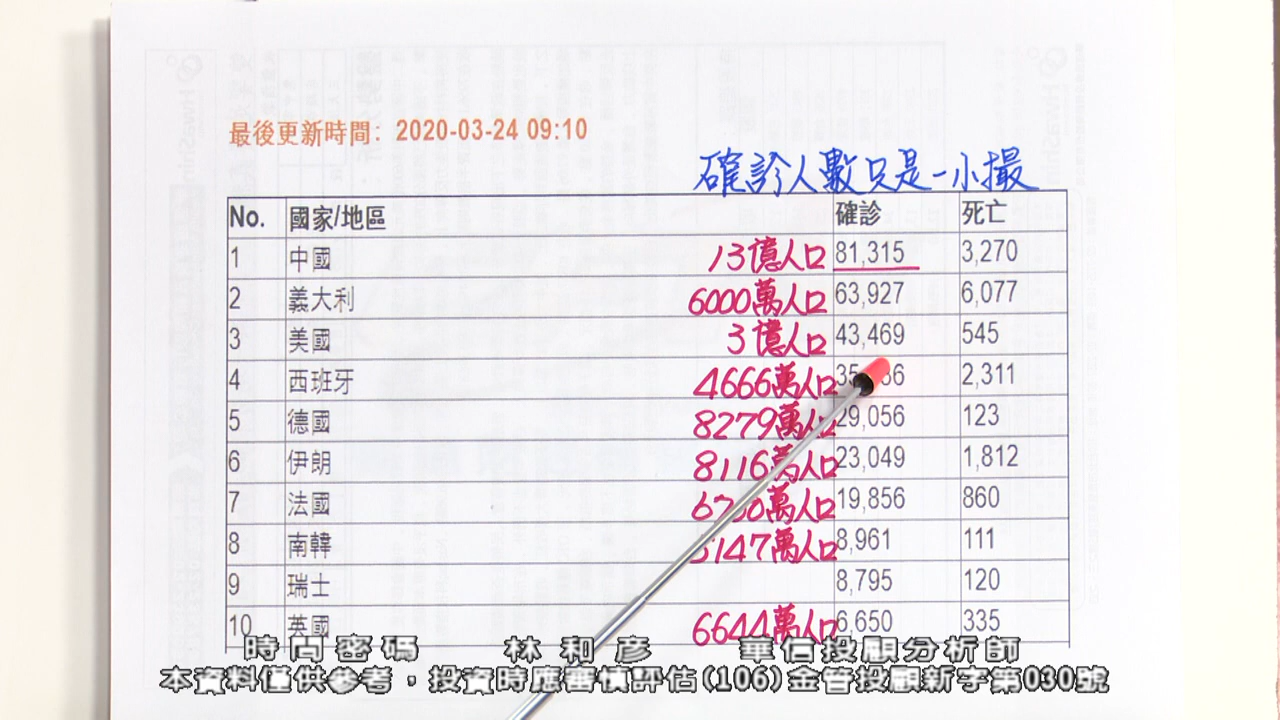 最後更新時間: 2020-03-24 09:10
確診人數只是一小撮
No. 國家/地區 確診 死亡
1 中國 13億人口 81,315 3,270
2 義大利 6000萬人口 63,927 6,077
3 美國 3億人口 43,469 545
4 西班牙 4666萬人口 2,311
5 德國 8279萬人口 29,056 123
6 伊朗 8116萬人口 23,049 1,812
7 法國 萬人口 19,856 860
8 南韓 萬人口 8,961 111
9 瑞士 8,795 120
10 英國 6644萬人口 6,650 335
時尚密碼 林和彥 華信投顧分析師
本資料僅供參考，投資時應審慎評估(106)金管投顧新字第030號